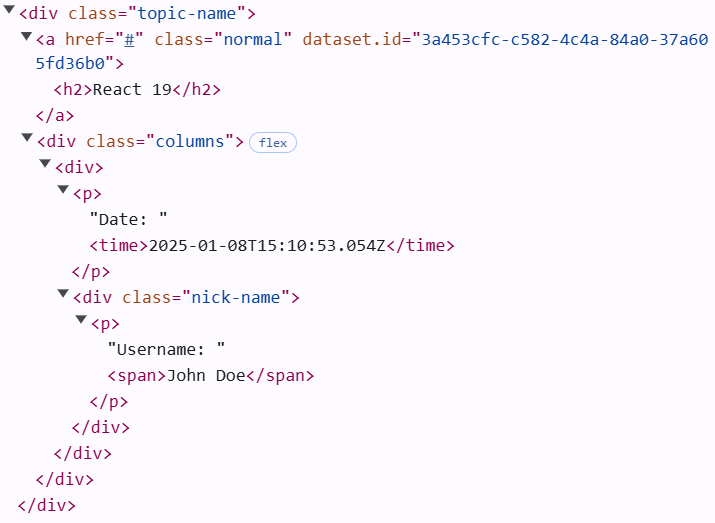 <div class="topic-name">
<a href="#" class="normal" dataset.id="3a453cfc-c582-4c4a-84a0-37a60
5fd36b0">
<h2>React 19</h2>
</a>
<div class="columns"> flex
<div>
<p>
"Date: "
<time>2025-01-08T15:10:53.054Z</time>
</p>
<div class="nick-name">
<p>
"Username: "
<span>John Doe</span>
</p>
</div>
</div>
</div>
</div>